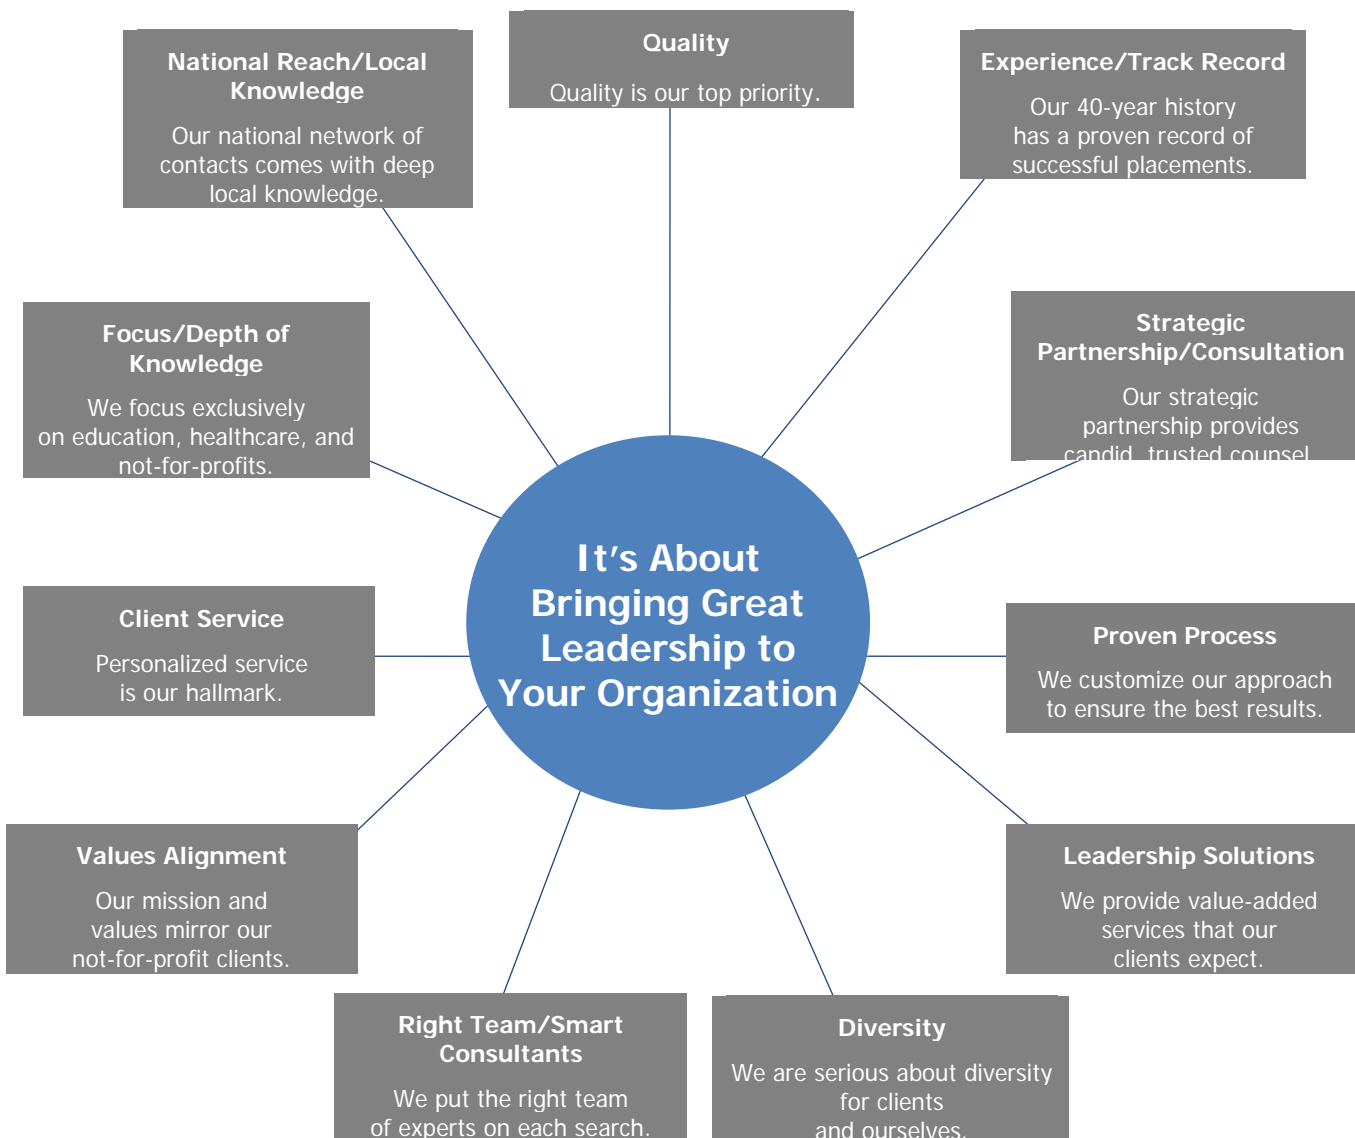 Quality
Quality is our top priority.
National Reach/Local
Knowledge
Our national network of
contacts comes with deep
local knowledge.
Experience/Track Record
Our 40-year history
has a proven record of
successful placements.
Focus/Depth of
Knowledge
We focus exclusively
on education, healthcare, and
not-for-profits.
Strategic
Partnership/Consultation
Our strategic
partnership provides
candid, trusted counsel
It's About
Bringing Great
Leadership to
Your Organization
Client Service
Personalized service
is our hallmark.
Proven Process
We customize our approach
to ensure the best results.
Values Alignment
Our mission and
values mirror our
not-for-profit clients.
Leadership Solutions
We provide value-added
services that our
clients expect.
Right Team/Smart
Consultants
We put the right team
of experts on each search.
Diversity
We are serious about diversity
for clients
and ourselves.